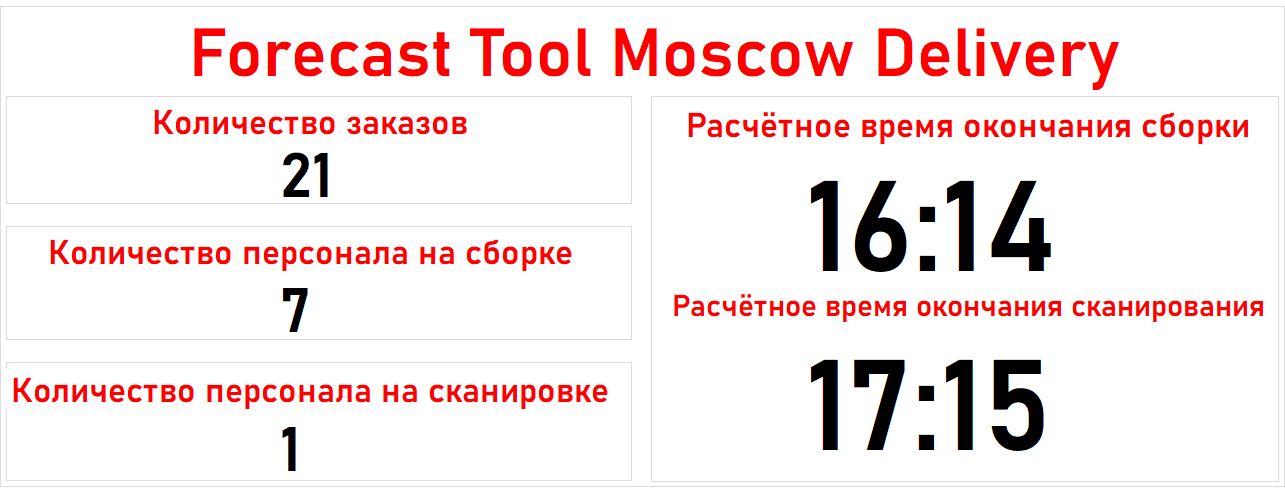 Forecast Tool Moscow Delivery
Количество заказов
21
Количество персонала на сборке
7
Количество персонала на сканировке
1
Расчётное время окончания сборки
16:14
Расчётное время окончания сканирования
17:15